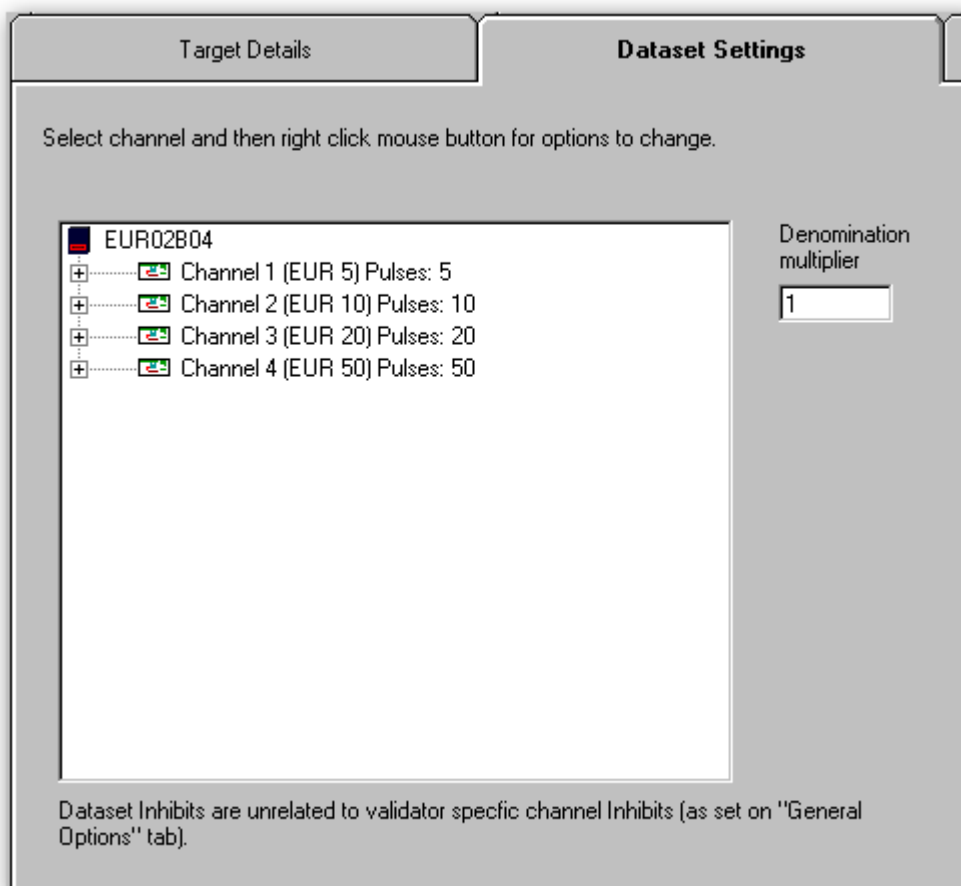 Target Details
Dataset Settings
Select channel and then right click mouse button for options to change.
EUR02B04
Channel 1 (EUR 5) Pulses: 5
Channel 2 (EUR 10) Pulses: 10
Channel 3 (EUR 20) Pulses: 20
Channel 4 (EUR 50) Pulses: 50
Denomination
multiplier
1
Dataset Inhibits are unrelated to validator specfic channel Inhibits (as set on "General
Options" tab).